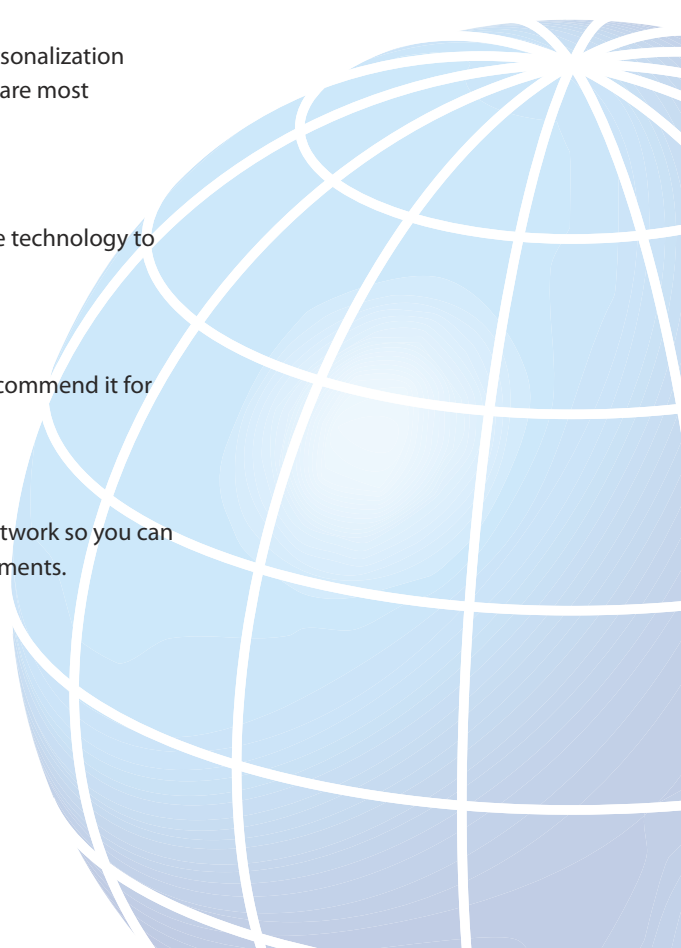 sonalization
are most
e technology to
commend it for
twork so you can
ments.